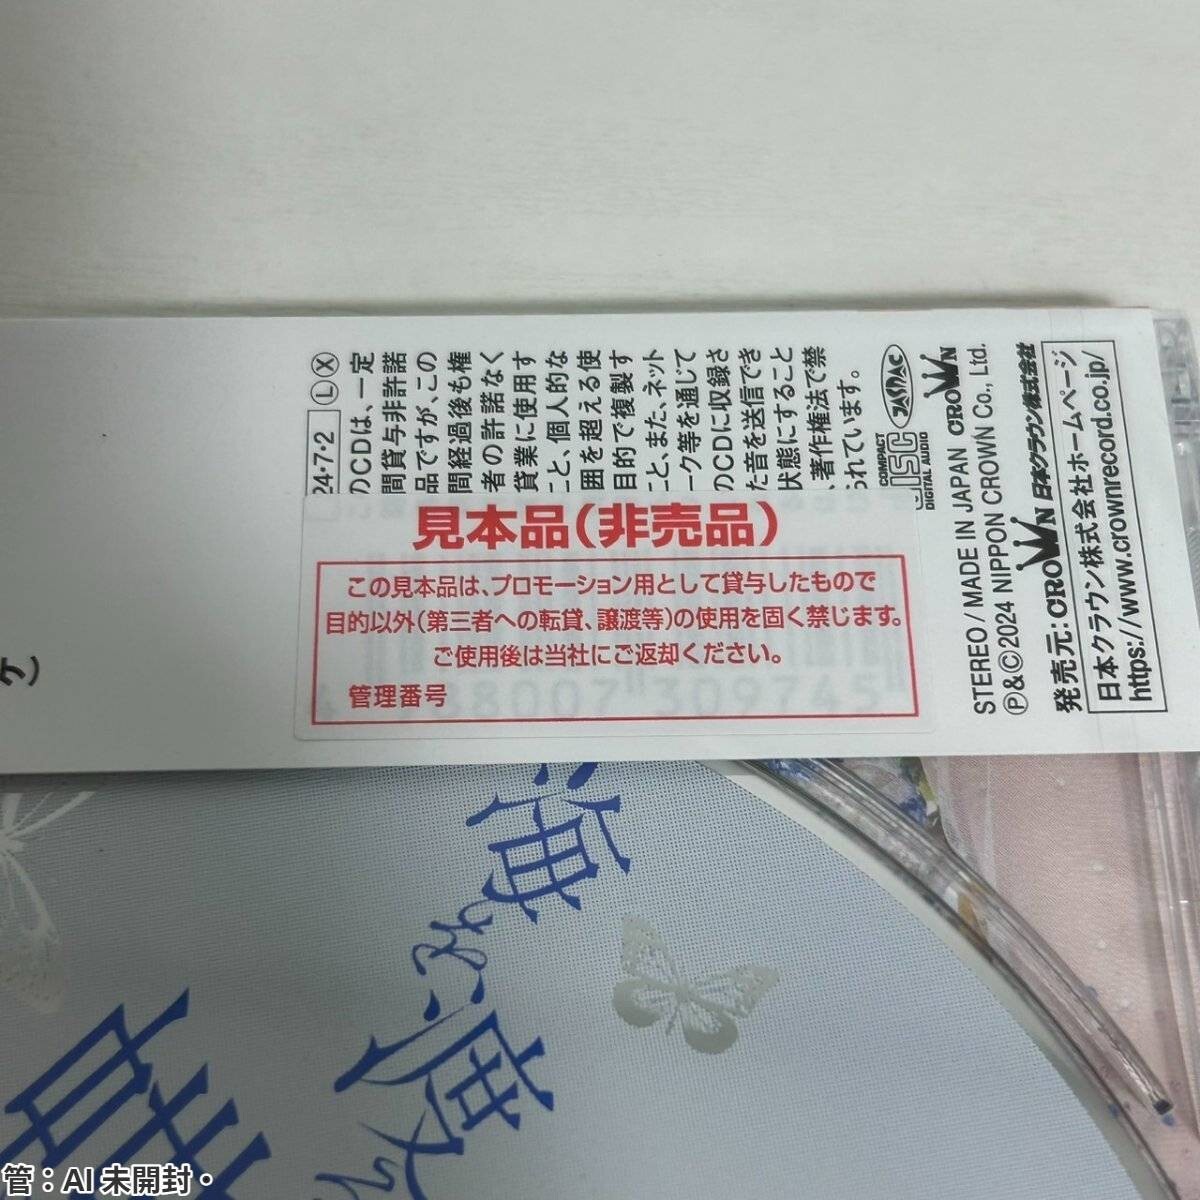 24・7・2 Ⓛ Ⓧ
のCDは、一定
間貸与非許諾
品ですが、この
間経過後も権
者の許諾なく
貸業に使用す
こと、個人的な
囲を超える使
目的で複製す
こと、また、ネット
ーク等を通じて
のCDに収録さ
た音を送信でき
状態にすること
、著作権法で禁
られています。
JASRAC
COMPACT
DISC
DIGITAL AUDIO
STEREO/MADE IN JAPAN CROWN
Ⓟ&©2024 NIPPON CROWN Co., Ltd.
発売元：CROWN 日本クラウン株式会社
日本クラウン株式会社ホームページ
https://www.crownrecord.co.jp/
見本品(非売品)
この見本品は、プロモーション用として貸与したもので
目的以外(第三者への転貸、譲渡等)の使用を固く禁じます。
ご使用後は当社にご返却ください。
管理番号
88007 309745
管：AI 未開封・